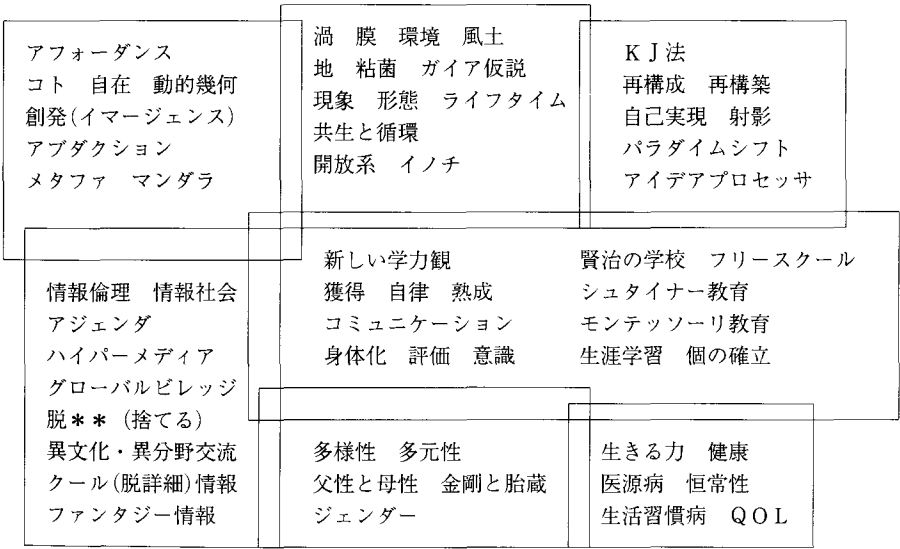 アフォーダンス
コト　自在　動的幾何
創発(イマージェンス)
アブダクション
メタファ　マンダラ
渦　膜　環境　風土
地　粘菌　ガイア仮説
現象　形態　ライフタイム
共生と循環
開放系　イノチ
ＫＪ法
再構成　再構築
自己実現　射影
パラダイムシフト
アイデアプロセッサ
情報倫理　情報社会
アジェンダ
ハイパーメディア
グローバルビレッジ
脱＊＊（捨てる）
異文化・異分野交流
クール(脱詳細)情報
ファンタジー情報
新しい学力観
獲得　自律　熟成
コミュニケーション
身体化　評価　意識
賢治の学校　フリースクール
シュタイナー教育
モンテッソーリ教育
生涯学習　個の確立
多様性　多元性
父性と母性　金剛と胎蔵
ジェンダー
生きる力　健康
医源病　恒常性
生活習慣病　ＱＯＬ